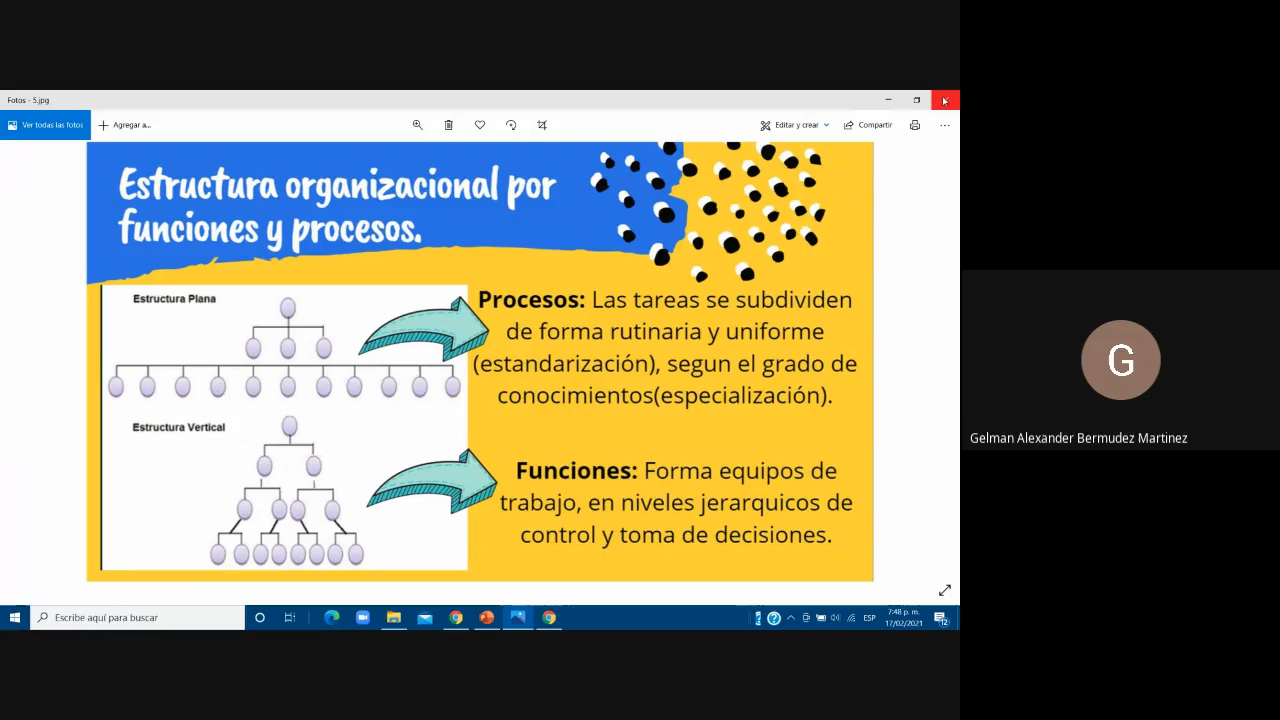 Fotos - 5.jpg
Ver todas las fotos
Agregar a...
Editar y crear
Compartir
Estructura organizacional por
funciones y procesos.
Estructura Plana
Procesos: Las tareas se subdividen
de forma rutinaria y uniforme
(estandarización), segun el grado de
conocimientos(especialización).
Estructura Vertical
Funciones: Forma equipos de
trabajo, en niveles jerarquicos de
control y toma de decisiones.
G
Gelman Alexander Bermudez Martinez
Escribe aquí para buscar
ESP
7:48 p. m.
17/02/2021
12